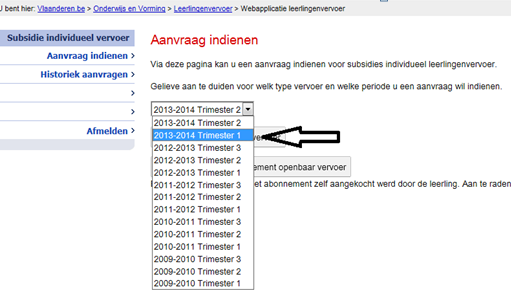 U bent hier: Vlaanderen.be > Onderwijs en Vorming > Leerlingenvervoer > Webapplicatie leerlingenvervoer
Subsidie individueel vervoer
Aanvraag indienen
Historiek aanvragen
Afmelden
Aanvraag indienen
Via deze pagina kan u een aanvraag indienen voor subsidies individueel leerlingenvervoer.
Gelieve aan te duiden voor welk type vervoer en welke periode u een aanvraag wil indienen.
2013-2014 Trimester 2
2013-2014 Trimester 2
2013-2014 Trimester 1
2012-2013 Trimester 3
2012-2013 Trimester 2
2012-2013 Trimester 1
ement openbaar vervoer
2011-2012 Trimester 3
et abonnement zelf aangekocht werd door de leerling. Aan te raden
2011-2012 Trimester 2
2011-2012 Trimester 1
2010-2011 Trimester 3
2010-2011 Trimester 2
2010-2011 Trimester 1
2009-2010 Trimester 3
2009-2010 Trimester 2
2009-2010 Trimester 1